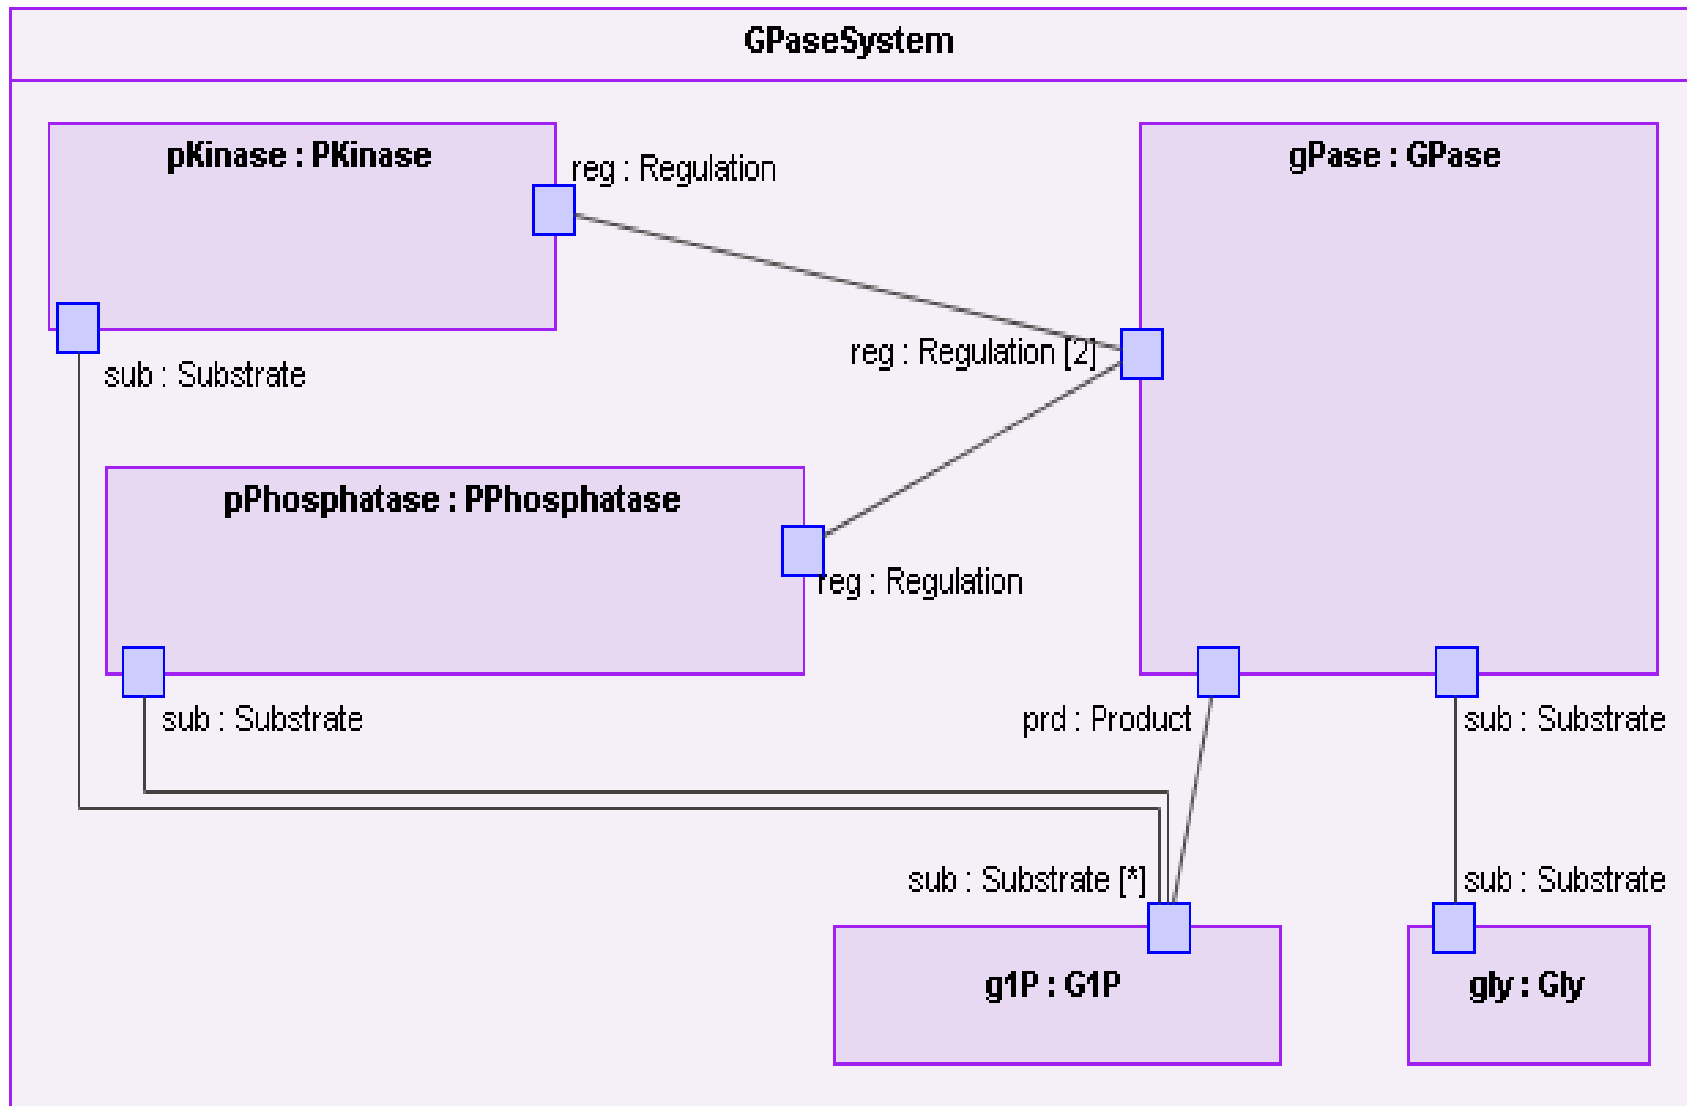 GPaseSystem
pKinase : PKinase
gPase : GPase
reg : Regulation
reg : Regulation [2]
sub : Substrate
pPhosphatase : PPhosphatase
reg : Regulation
sub : Substrate
prd : Product
sub : Substrate
sub : Substrate [*]
sub : Substrate
g1P : G1P
gly : Gly